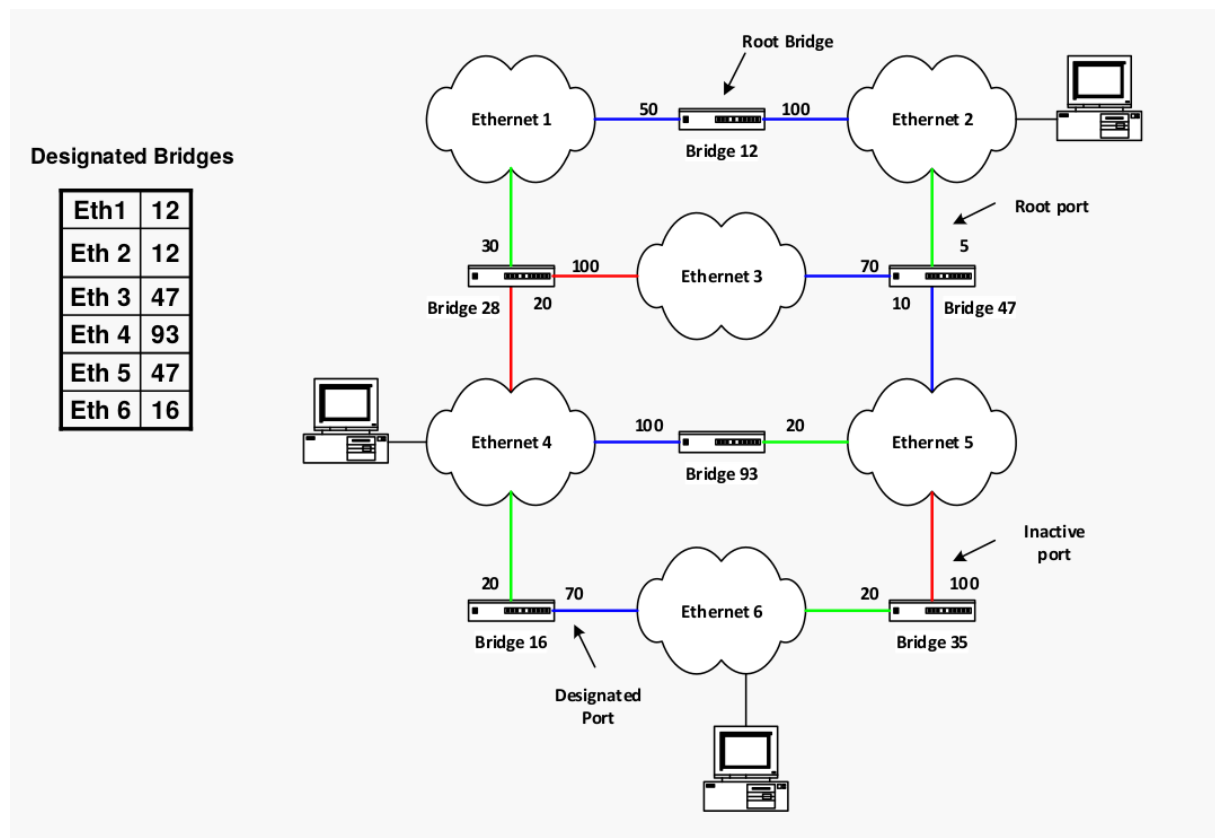 Root Bridge
Ethernet 1
50
100
Ethernet 2
Bridge 12
Designated Bridges
Eth1 12
Eth 2 12
Eth 3 47
Eth 4 93
Eth 5 47
Eth 6 16
Root port
30
5
100
Ethernet 3
70
Bridge 28
20
10
Bridge 47
Ethernet 4
100
20
Ethernet 5
Bridge 93
Inactive
port
20
70
Ethernet 6
20
100
Bridge 16
Bridge 35
Designated
Port